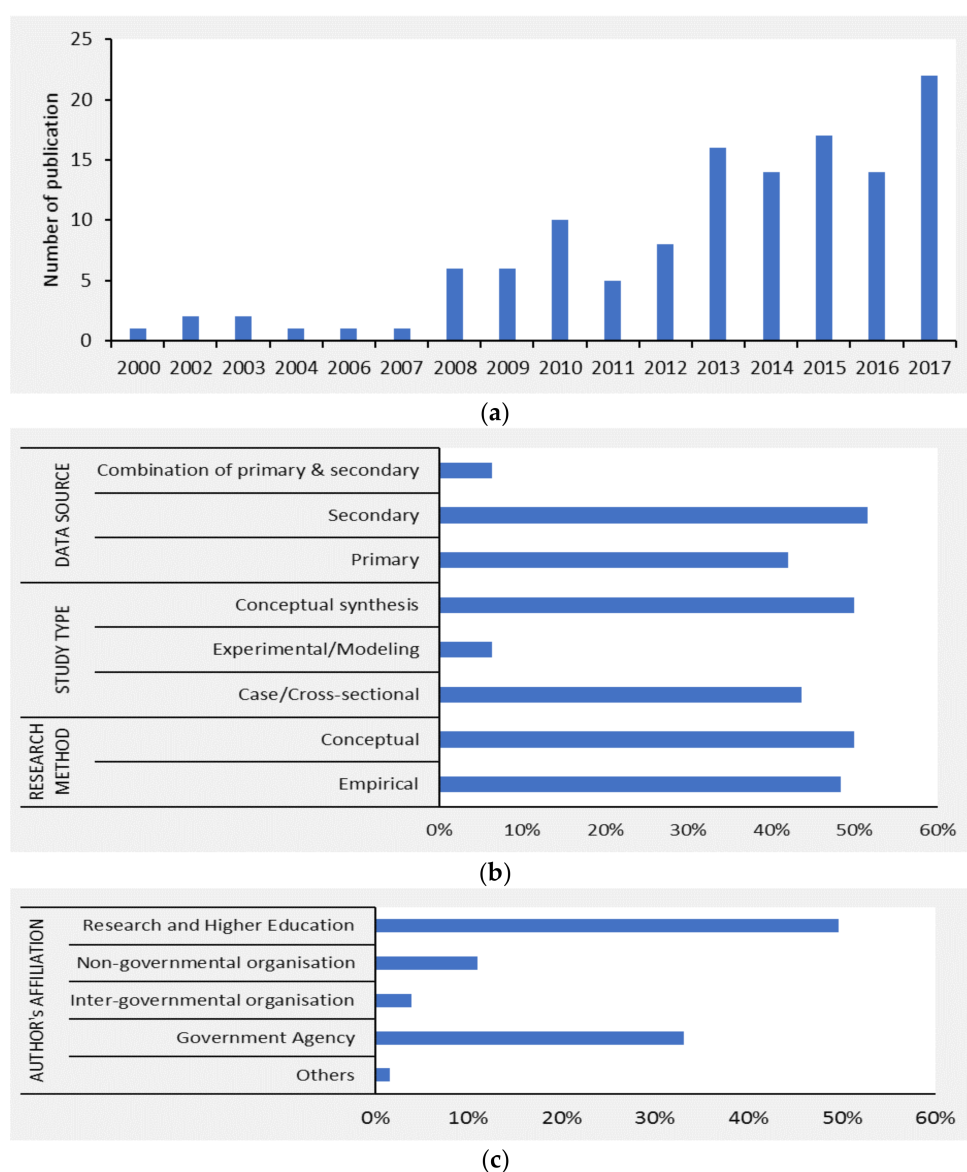 25
20
15
10
5
0
Number of publication
2000 2002 2003 2004 2006 2007 2008 2009 2010 2011 2012 2013 2014 2015 2016 2017
(a)
DATA SOURCE
Combination of primary & secondary
Secondary
Primary
STUDY TYPE
Conceptual synthesis
Experimental/Modeling
Case/Cross-sectional
RESEARCH
METHOD
Conceptual
Empirical
0% 10% 20% 30% 40% 50% 60%
(b)
AUTHOR's AFFILIATION
Research and Higher Education
Non-governmental organisation
Inter-governmental organisation
Government Agency
Others
0% 10% 20% 30% 40% 50% 60%
(c)